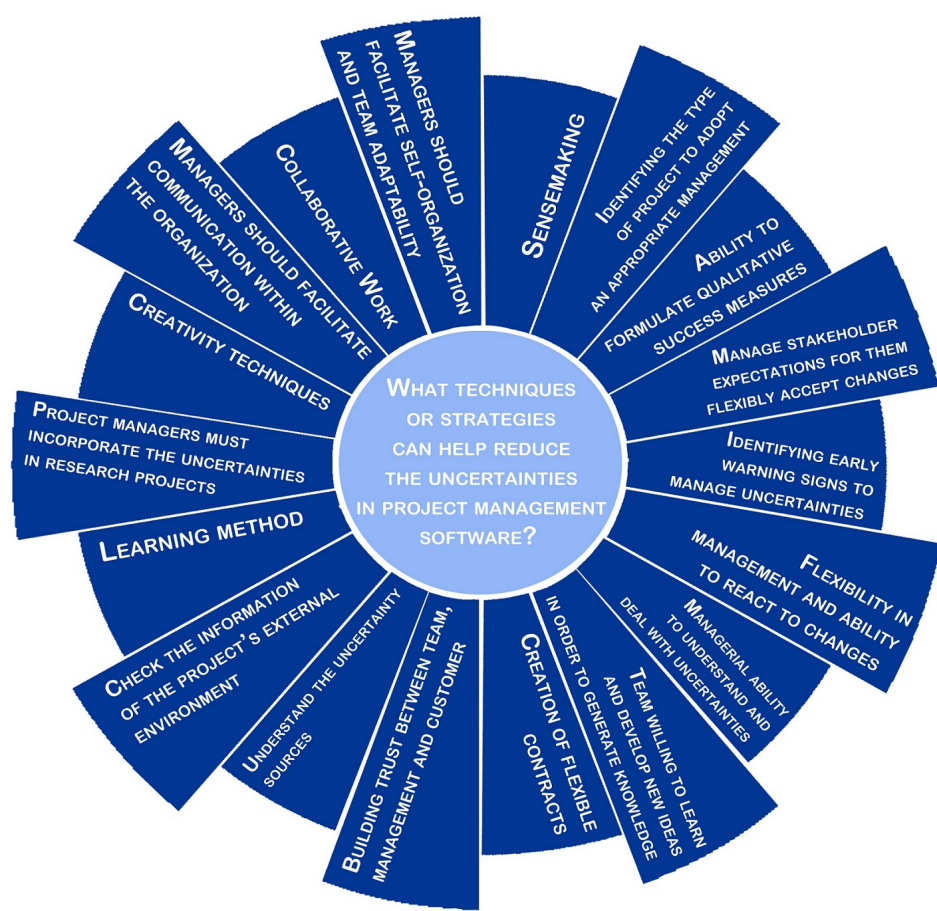 What techniques
or strategies
can help reduce
the uncertainties
in project management
software?
Sensemaking
Identifying the type
of project to adopt
an appropriate management
Ability to
formulate qualitative
success measures
Manage stakeholder
expectations for them
flexibly accept changes
Identifying early
warning signs to
manage uncertainties
Flexibility in
management and ability
to react to changes
Managerial ability
to understand and
deal with uncertainties
Team willing to learn
and develop new ideas
in order to generate knowledge
Creation of flexible
contracts
Building trust between team,
management and customer
Understand the uncertainty
sources
Check the information
of the project's external
environment
Learning method
Project managers must
incorporate the uncertainties
in research projects
Creativity techniques
Managers should facilitate
communication within
the organization
Collaborative Work
Managers should
facilitate self-organization
and team adaptability